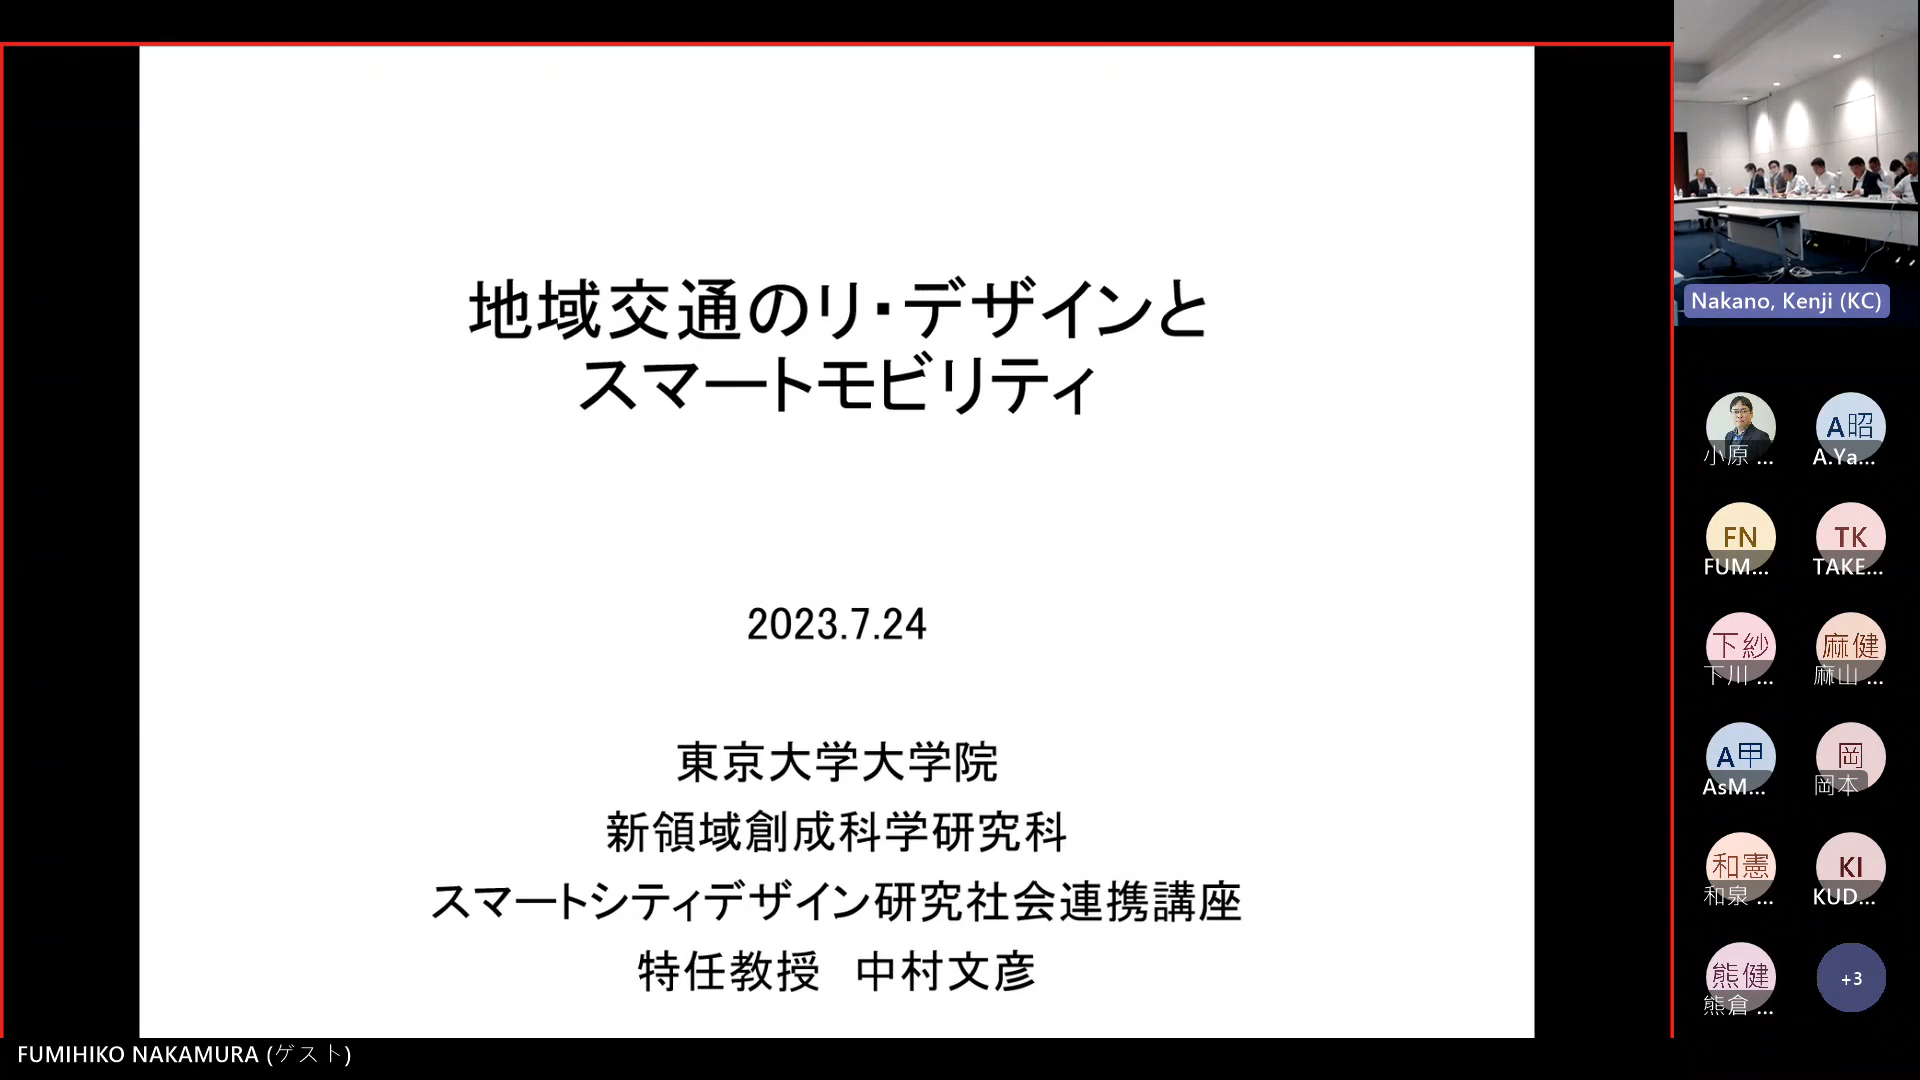 地域交通のリ・デザインと
スマートモビリティ
2023.7.24
東京大学大学院
新領域創成科学研究科
スマートシティデザイン研究社会連携講座
特任教授　中村文彦
FUMIHIKO NAKAMURA (ゲスト)
Nakano, Kenji (KC)
小原 ...
A昭
A.Ya...
FN
FUM...
TK
TAKE...
下紗
下川 ...
麻健
麻山 ...
A甲
AsM...
岡
岡本
和憲
和泉 ...
KI
KUD...
熊健
熊倉 ...
+3